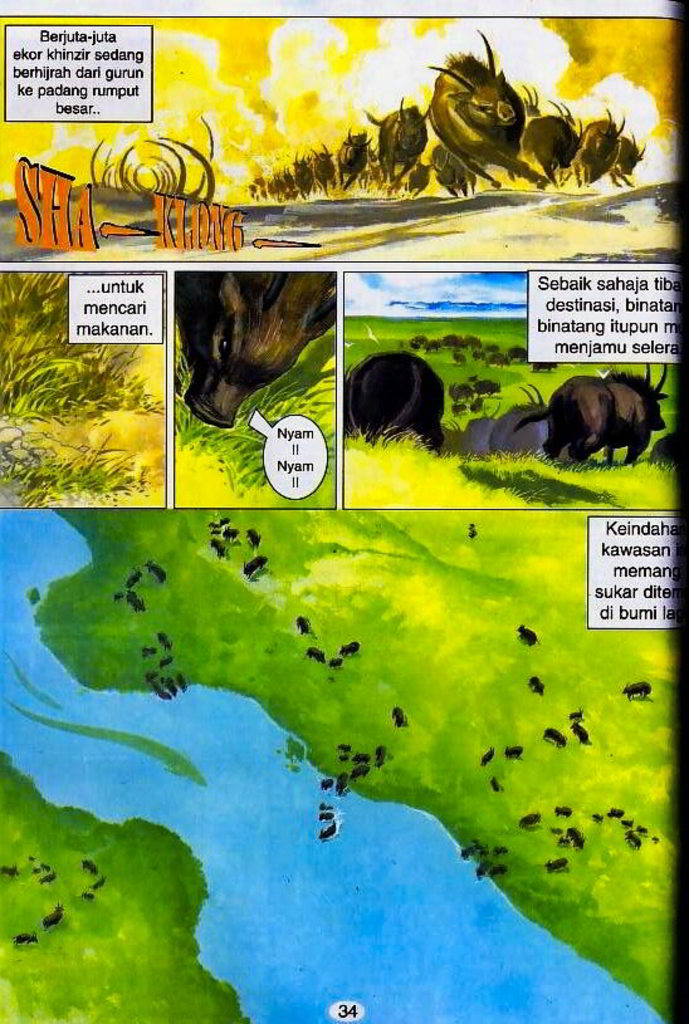 Berjuta-juta
ekor khinzir sedang
berhijrah dari gurun
ke padang rumput
besar..
SHA - KLONG -
...untuk
mencari
makanan.
Nyam
!!
Nyam
!!
Sebaik sahaja
destinasi,
binatang itupun
menjamu selera
Keindahan
kawasan
memang
sukar
di bumi
34